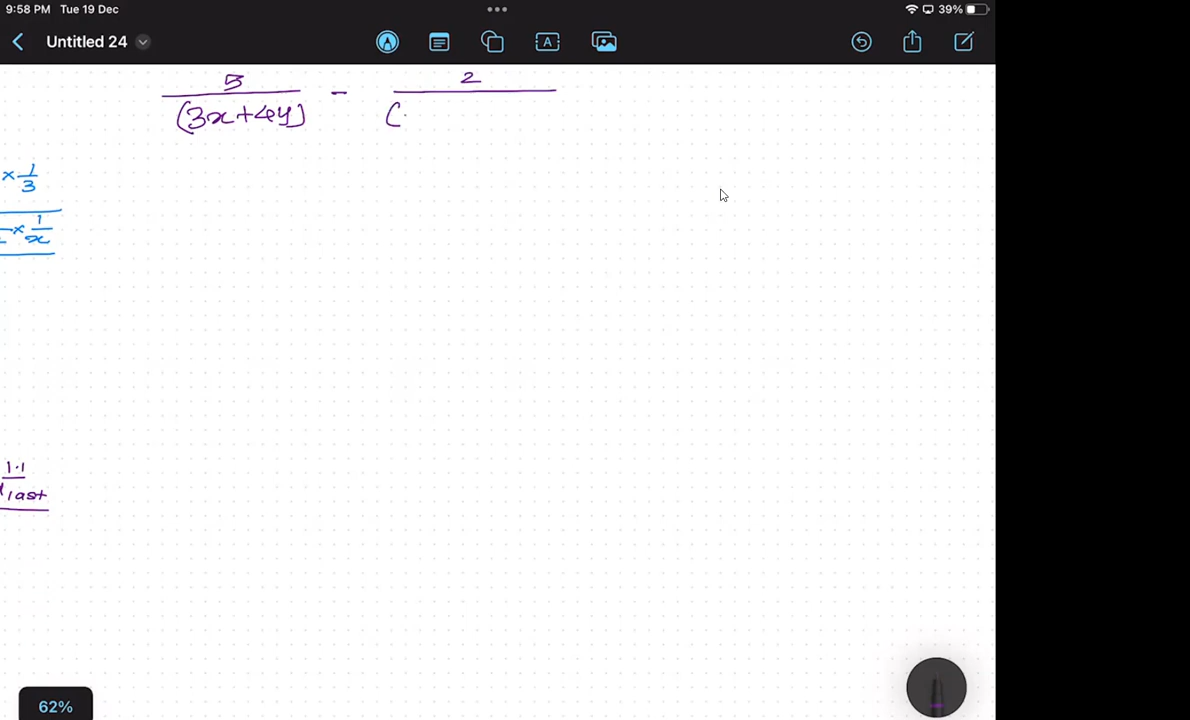 9:58 PM Tue 19 Dec 39%
Untitled 24
5 2
(3x+4y) - (
× 1/3
× 1/x
1·1
last
62%